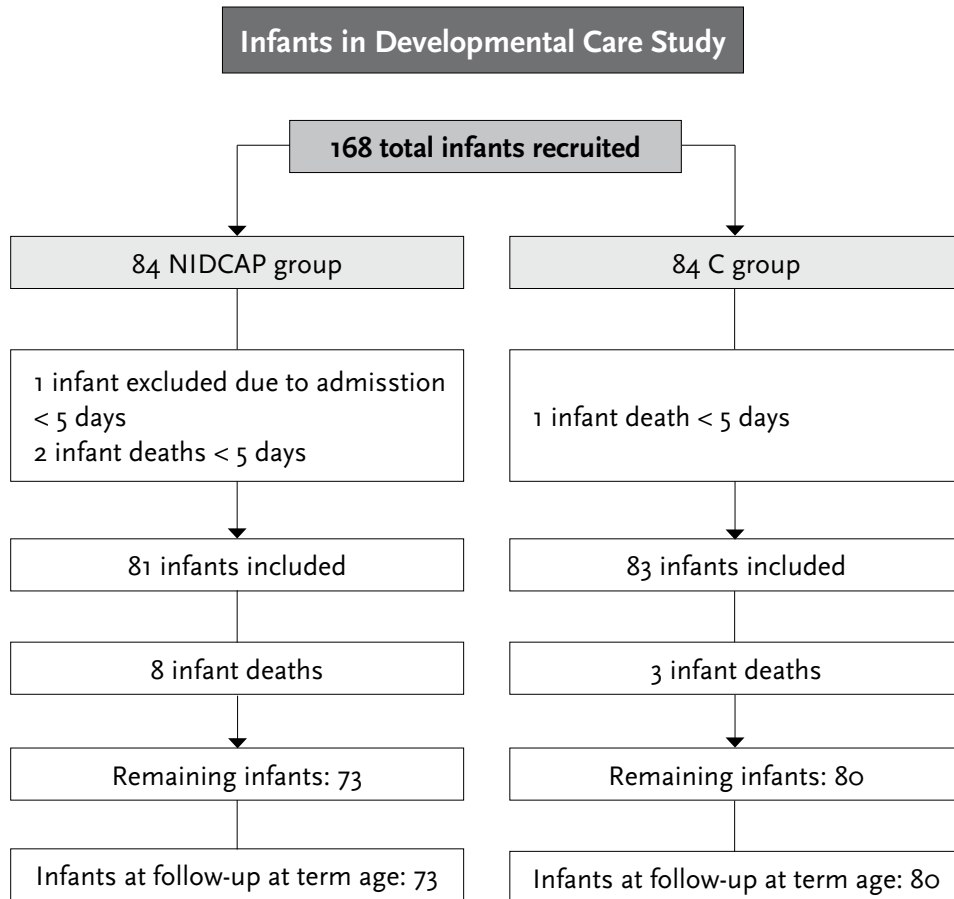 Infants in Developmental Care Study
168 total infants recruited
84 NIDCAP group
84 C group
1 infant excluded due to admisstion
< 5 days
2 infant deaths < 5 days
1 infant death < 5 days
81 infants included
83 infants included
8 infant deaths
3 infant deaths
Remaining infants: 73
Remaining infants: 80
Infants at follow-up at term age: 73
Infants at follow-up at term age: 80